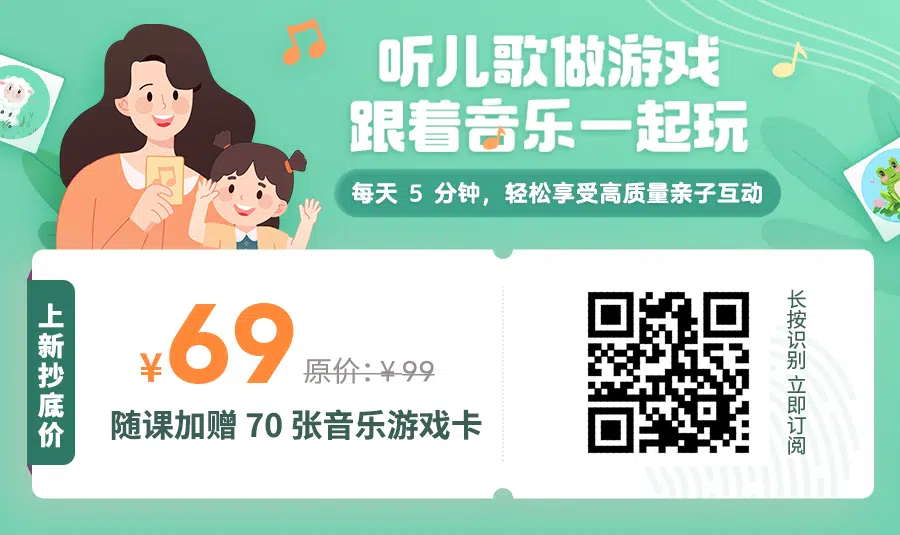 听儿歌做游戏
跟着音乐一起玩
每天 5 分钟，轻松享受高质量亲子互动
上新抄底价
¥69 原价：¥99
随课加赠 70 张音乐游戏卡
长按识别 立即订阅